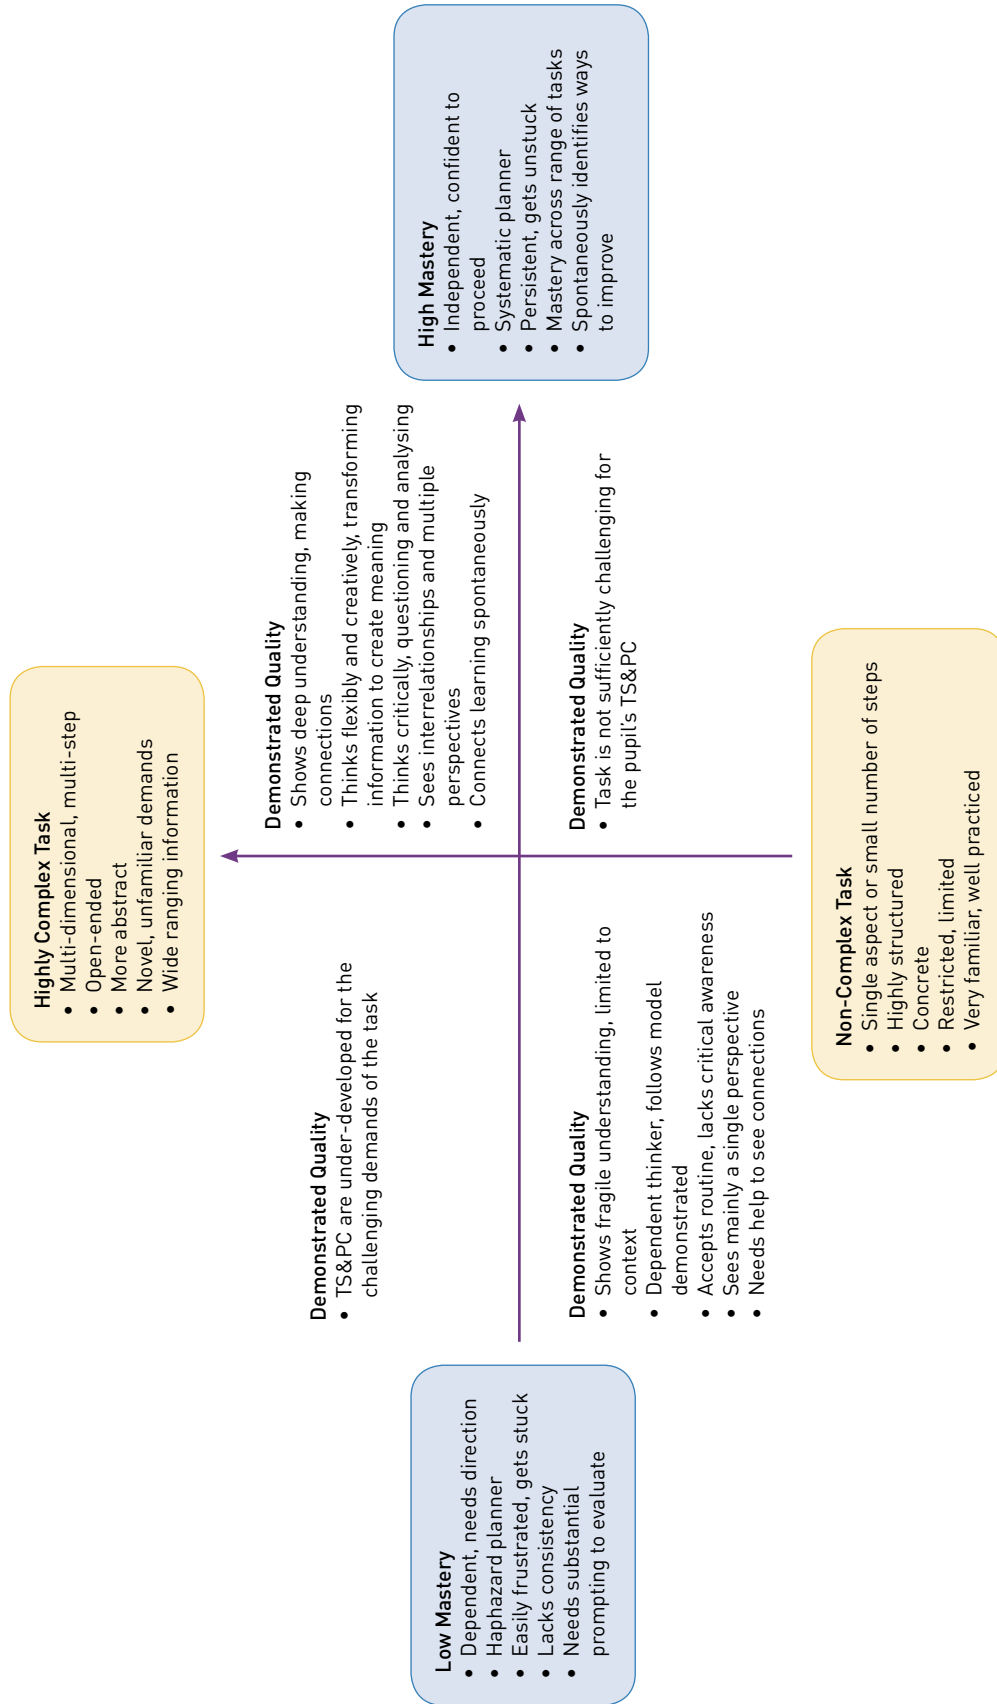 Highly Complex Task
• Multi-dimensional, multi-step
• Open-ended
• More abstract
• Novel, unfamiliar demands
• Wide ranging information
Demonstrated Quality
• TS&PC are under-developed for the
challenging demands of the task
Demonstrated Quality
• Shows deep understanding, making
connections
• Thinks flexibly and creatively, transforming
information to create meaning
• Thinks critically, questioning and analysing
• Sees interrelationships and multiple
perspectives
• Connects learning spontaneously
Low Mastery
• Dependent, needs direction
• Haphazard planner
• Easily frustrated, gets stuck
• Lacks consistency
• Needs substantial
prompting to evaluate
High Mastery
• Independent, confident to
proceed
• Systematic planner
• Persistent, gets unstuck
• Mastery across range of tasks
• Spontaneously identifies ways
to improve
Demonstrated Quality
• Shows fragile understanding, limited to
context
• Dependent thinker, follows model
demonstrated
• Accepts routine, lacks critical awareness
• Sees mainly a single perspective
• Needs help to see connections
Demonstrated Quality
• Task is not sufficiently challenging for
the pupil's TS&PC
Non-Complex Task
• Single aspect or small number of steps
• Highly structured
• Concrete
• Restricted, limited
• Very familiar, well practiced